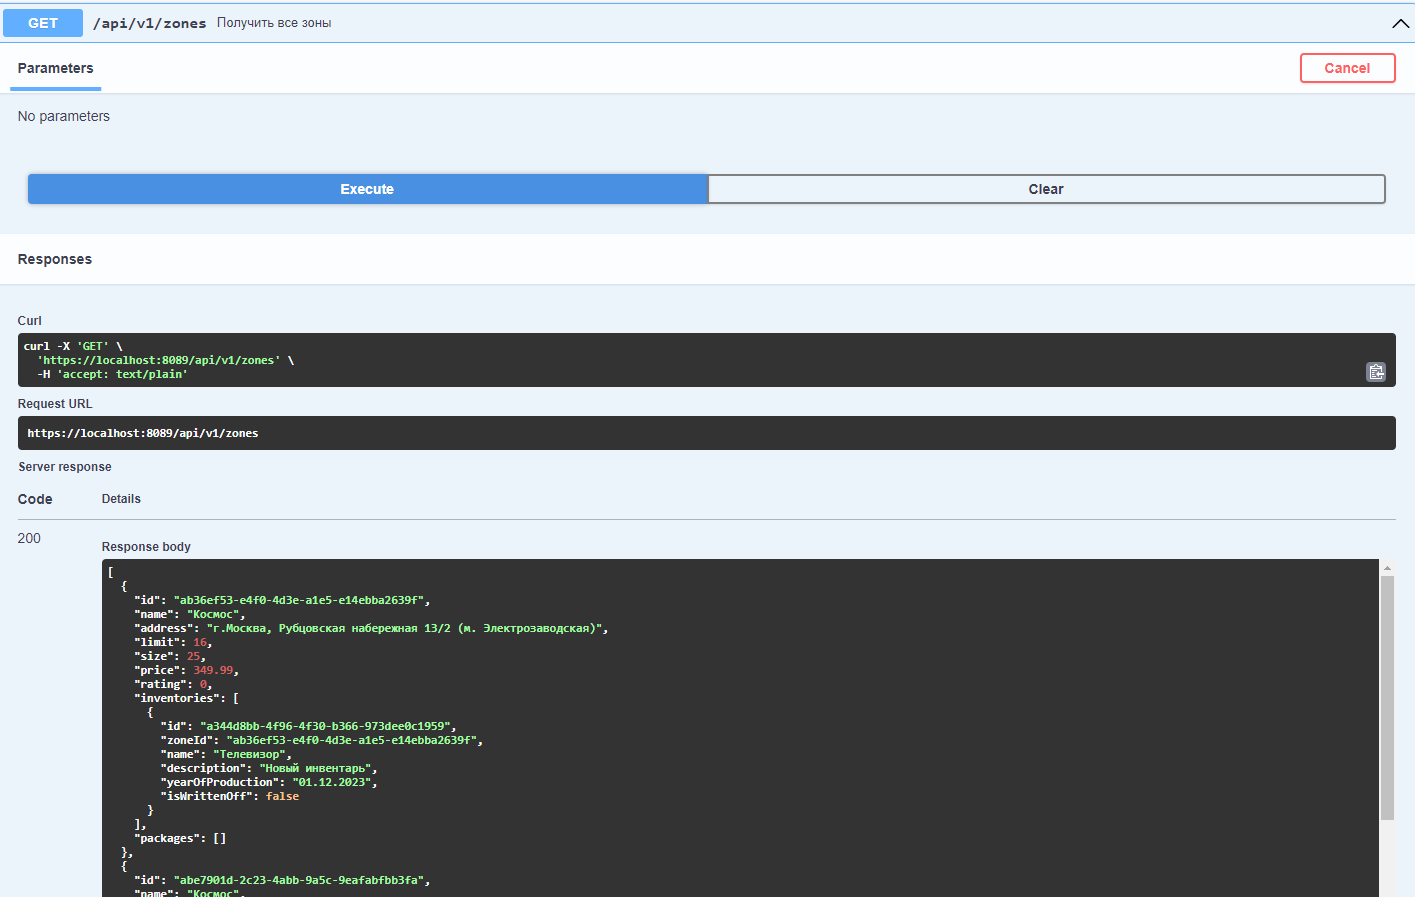 GET /api/v1/zones Получить все зоны
Parameters
Cancel
No parameters
Execute
Clear
Responses
Curl
curl -X 'GET' \
'https://localhost:8089/api/v1/zones' \
-H 'accept: text/plain'
Request URL
https://localhost:8089/api/v1/zones
Server response
Code Details
200
Response body
[
{
"id": "ab36ef53-e4f0-4d3e-a1e5-e14ebba2639f",
"name": "Космос",
"address": "г.Москва, Рубцовская набережная 13/2 (м. Электрозаводская)",
"limit": 16,
"size": 25,
"price": 349.99,
"rating": 0,
"inventories": [
{
"id": "a344d8bb-4f96-4f30-b366-973dee0c1959",
"zoneId": "ab36ef53-e4f0-4d3e-a1e5-e14ebba2639f",
"name": "Телевизор",
"description": "Новый инвентарь",
"yearOfProduction": "01.12.2023",
"isWrittenOff": false
}
],
"packages": []
},
{
"id": "abe7901d-2c23-4abb-9a5c-9eafabfbb3fa",
"name": "Космос",